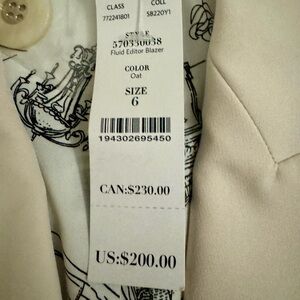 CLASS COLL
772241801 SB220Y1
STYLE
570330038
Fluid Editor Blazer
COLOR
Oat
SIZE
6
194302695450
CAN:$230.00
US:$200.00